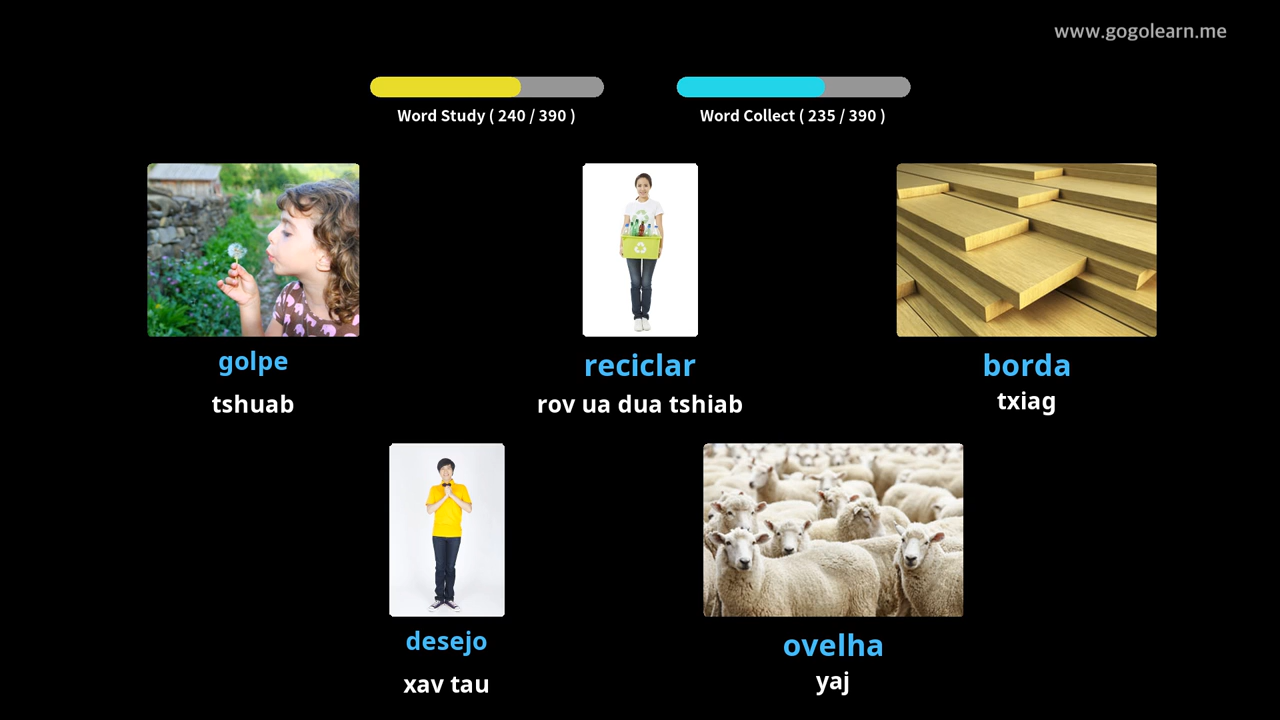 www.gogolearn.me
Word Study ( 240 / 390 )
Word Collect ( 235 / 390 )
golpe
tshuab
reciclar
rov ua dua tshiab
borda
txiag
desejo
xav tau
ovelha
yaj